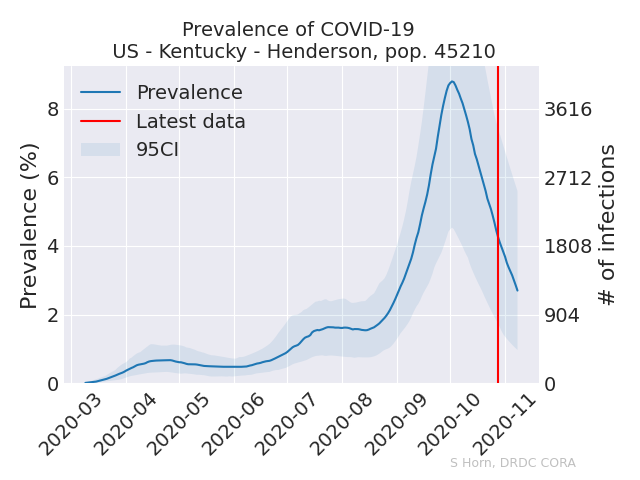 Prevalence of COVID-19
US - Kentucky - Henderson, pop. 45210
Prevalence
Latest data
95CI
Prevalence (%)
8
6
4
2
0
3616
2712
1808
904
0
# of infections
2020-03
2020-04
2020-05
2020-06
2020-07
2020-08
2020-09
2020-10
2020-11
S Horn, DRDC CORA